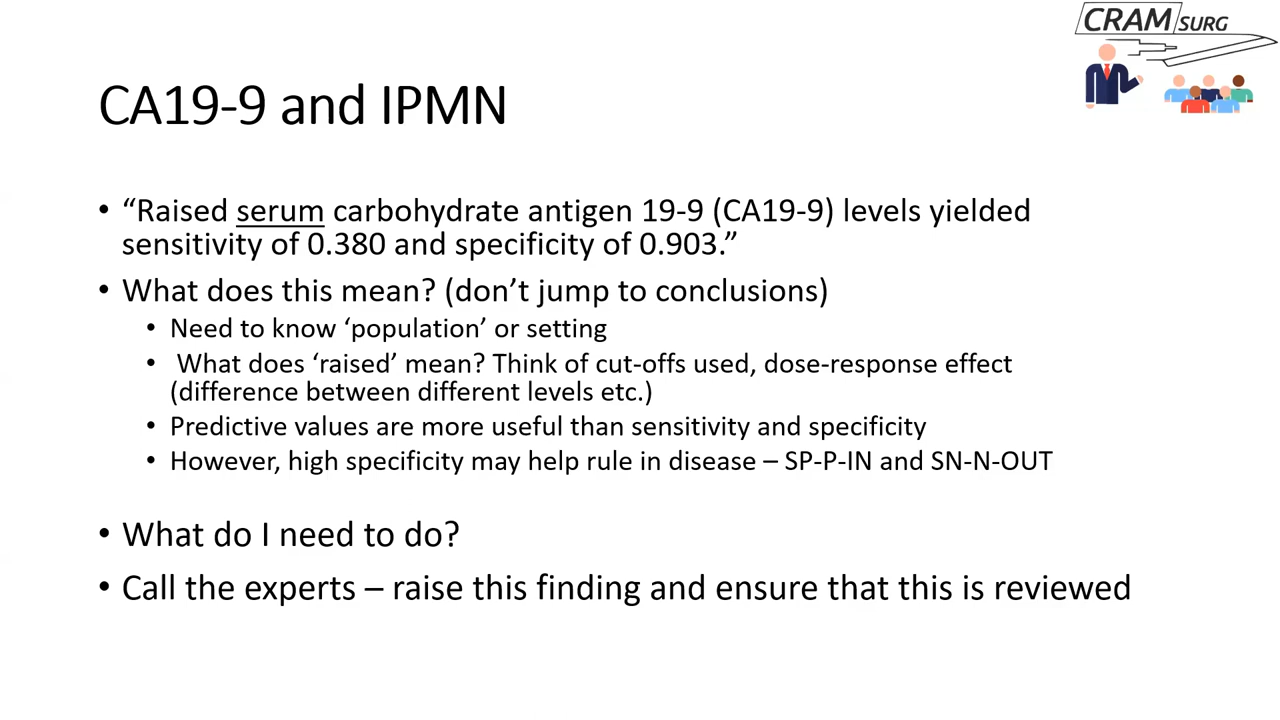 CRAM SURG
CA19-9 and IPMN
• “Raised serum carbohydrate antigen 19-9 (CA19-9) levels yielded
sensitivity of 0.380 and specificity of 0.903.”
• What does this mean? (don’t jump to conclusions)
• Need to know ‘population’ or setting
• What does ‘raised’ mean? Think of cut-offs used, dose-response effect
(difference between different levels etc.)
• Predictive values are more useful than sensitivity and specificity
• However, high specificity may help rule in disease – SP-P-IN and SN-N-OUT
• What do I need to do?
• Call the experts – raise this finding and ensure that this is reviewed